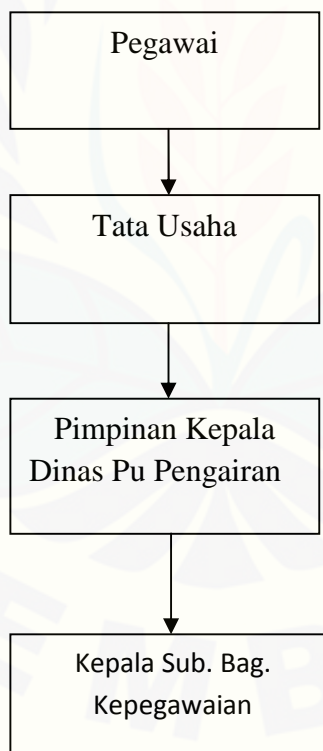 Pegawai
Tata Usaha
Pimpinan Kepala
Dinas Pu Pengairan
Kepala Sub. Bag.
Kepegawaian